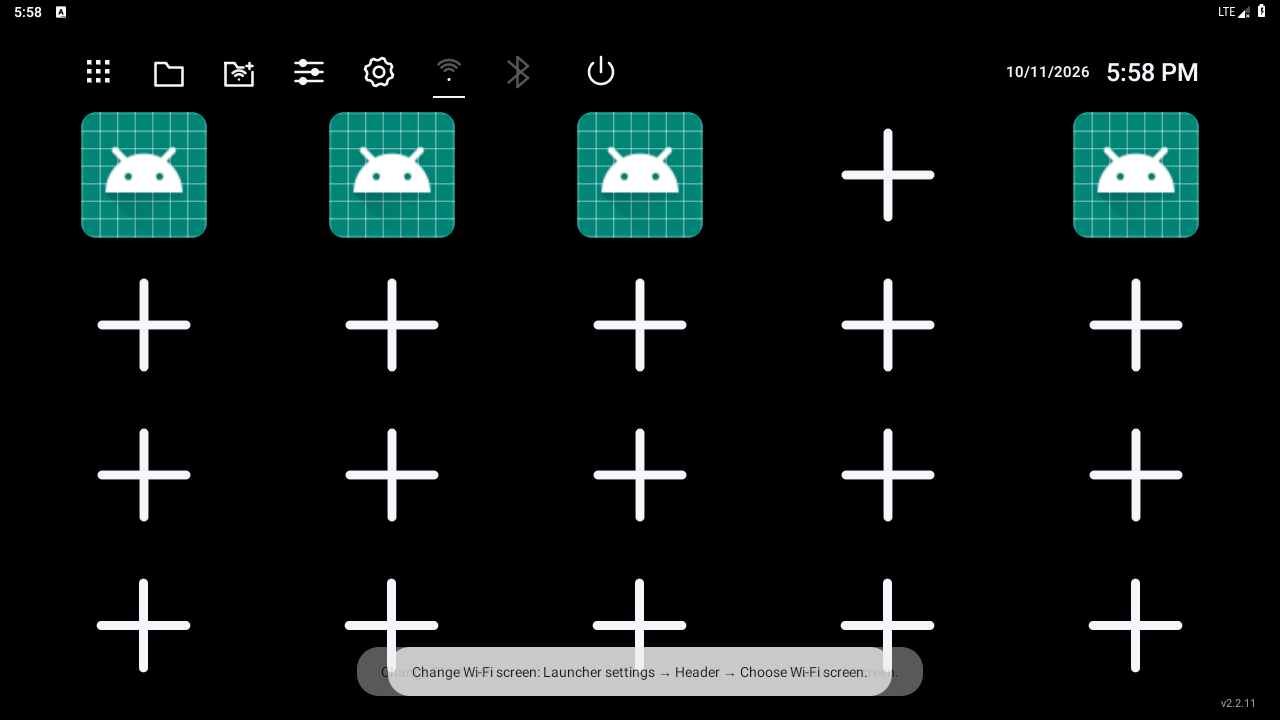 5:58
LTE
10/11/2026 5:58 PM
Change Wi-Fi screen: Launcher settings → Header → Choose Wi-Fi screen.
v2.2.11